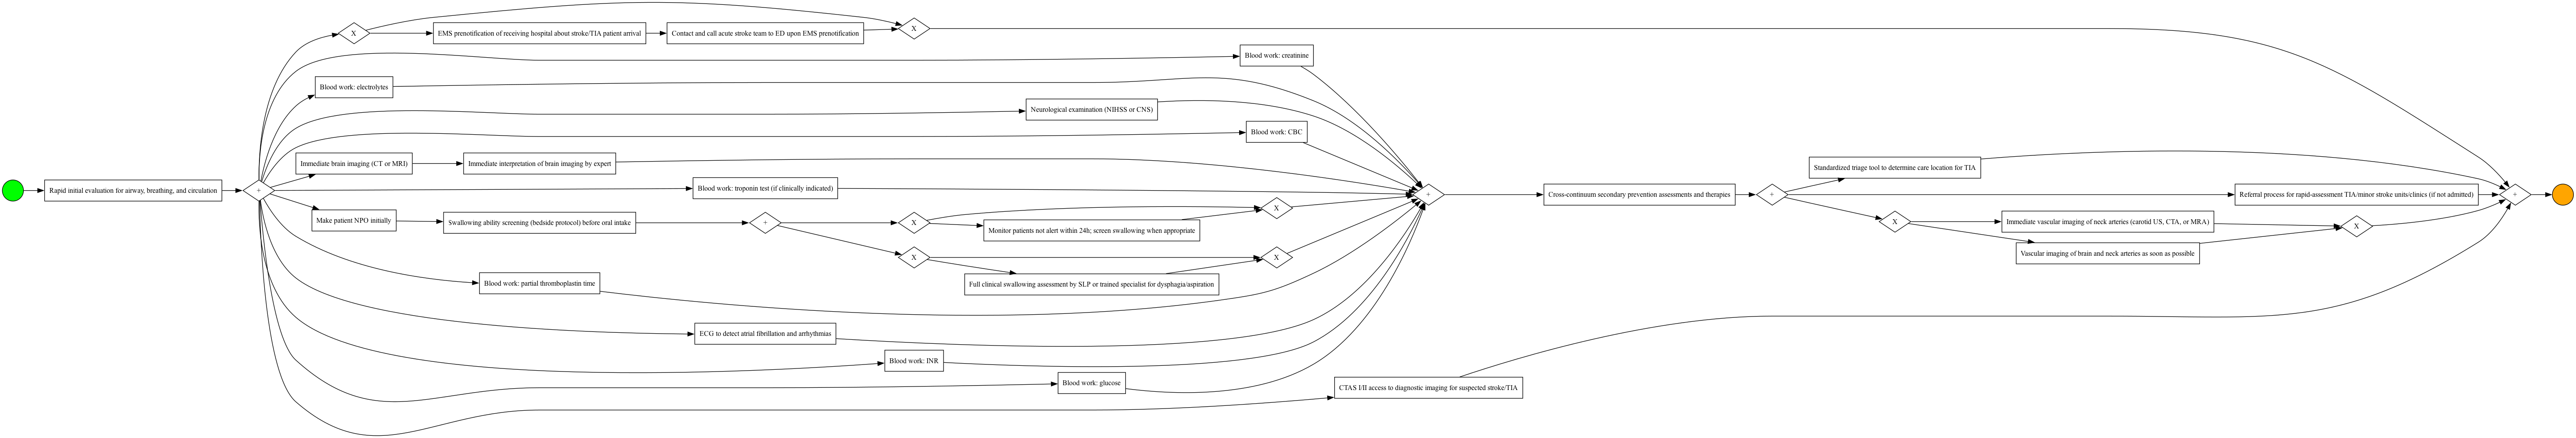 X
EMS prenotification of receiving hospital about stroke/TIA patient arrival
Contact and call acute stroke team to ED upon EMS prenotification
X
Blood work: creatinine
Blood work: electrolytes
Neurological examination (NIHSS or CNS)
Blood work: CBC
Immediate brain imaging (CT or MRI)
Immediate interpretation of brain imaging by expert
Rapid initial evaluation for airway, breathing, and circulation
+
Blood work: troponin test (if clinically indicated)
Make patient NPO initially
Swallowing ability screening (bedside protocol) before oral intake
+
X
Monitor patients not alert within 24h; screen swallowing when appropriate
X
X
Full clinical swallowing assessment by SLP or trained specialist for dysphagia/aspiration
X
Blood work: partial thromboplastin time
ECG to detect atrial fibrillation and arrhythmias
Blood work: INR
Blood work: glucose
CTAS I/II access to diagnostic imaging for suspected stroke/TIA
+
Cross-continuum secondary prevention assessments and therapies
+
Standardized triage tool to determine care location for TIA
Referral process for rapid-assessment TIA/minor stroke units/clinics (if not admitted)
X
Immediate vascular imaging of neck arteries (carotid US, CTA, or MRA)
Vascular imaging of brain and neck arteries as soon as possible
X
+